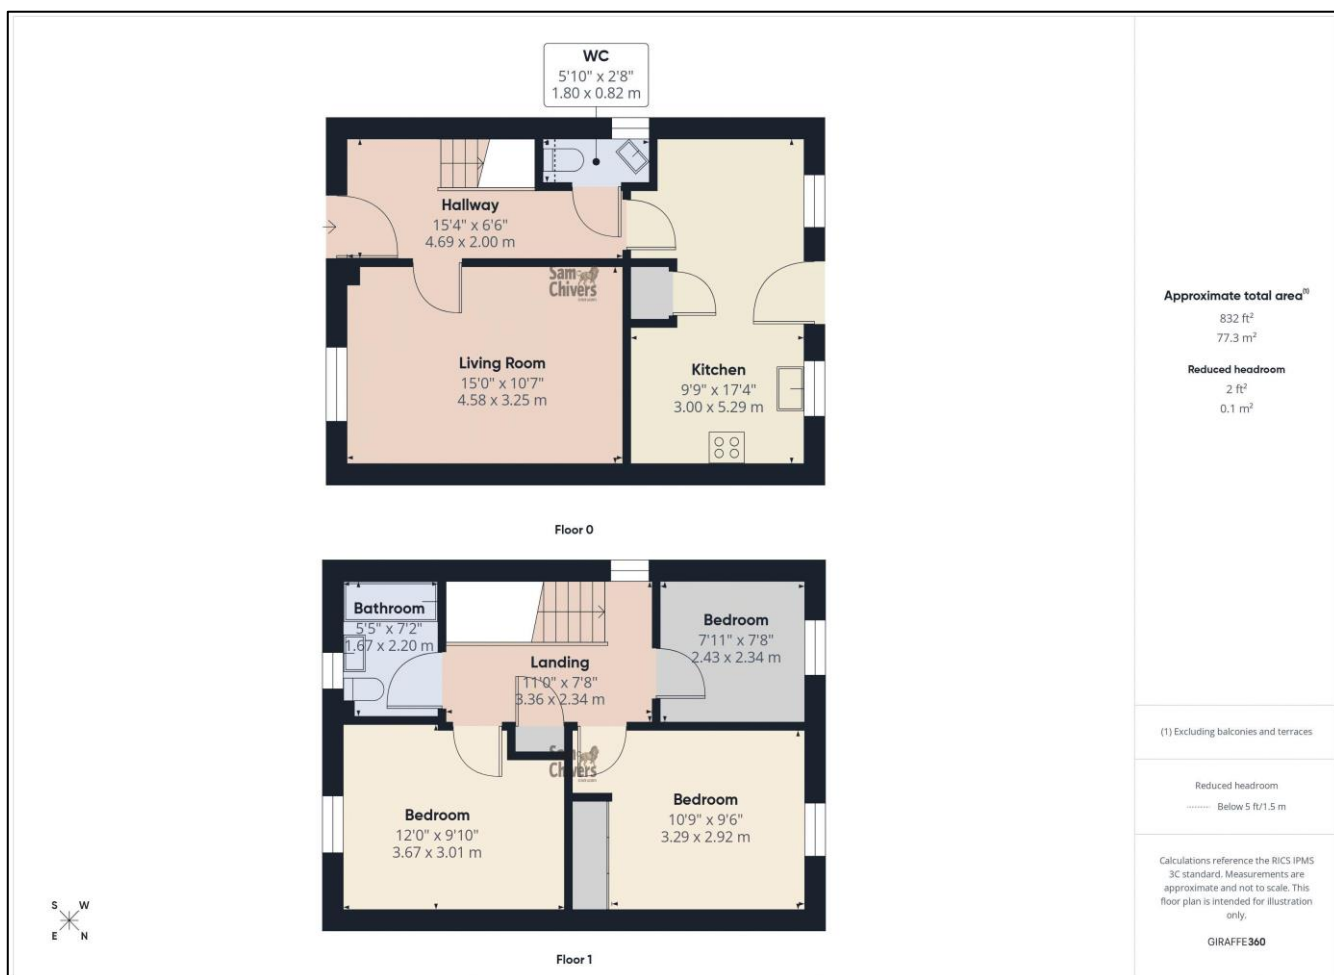 WC
5'10" x 2'8"
1.80 x 0.82 m
Hallway
15'4" x 6'6"
4.69 x 2.00 m
Sam
Chivers
Living Room
15'0" x 10'7"
4.58 x 3.25 m
Kitchen
9'9" x 17'4"
3.00 x 5.29 m
Floor 0
Bathroom
5'5" x 7'2"
1.67 x 2.20 m
Landing
11'0" x 7'8"
3.36 x 2.34 m
Bedroom
7'11" x 7'8"
2.43 x 2.34 m
Sam
Chivers
Bedroom
12'0" x 9'10"
3.67 x 3.01 m
Bedroom
10'9" x 9'6"
3.29 x 2.92 m
S W
E N
Floor 1
Approximate total area(1)
832 ft²
77.3 m²
Reduced headroom
2 ft²
0.1 m²
(1) Excluding balconies and terraces
Reduced headroom
Below 5 ft/1.5 m
Calculations reference the RICS IPMS
3C standard. Measurements are
approximate and not to scale. This
floor plan is intended for illustration
only.
GIRAFFE360